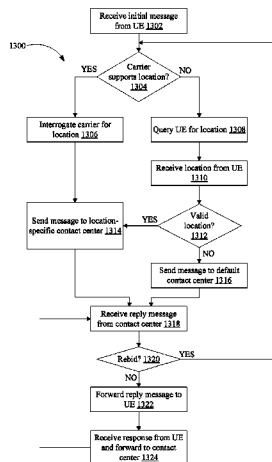 Receive initial message
from UE 1302
1300
Carrier
supports location?
1304
YES
NO
Interrogate carrier for
location 1306
Query UE for location 1308
Receive location from UE
1310
Send message to location-
specific contact center 1314
YES
Valid
location?
1312
NO
Send message to default
contact center 1316
Receive reply message
from contact center 1318
Rebid? 1320
YES
NO
Forward reply message to
UE 1322
Receive response from UE
and forward to contact
center 1324